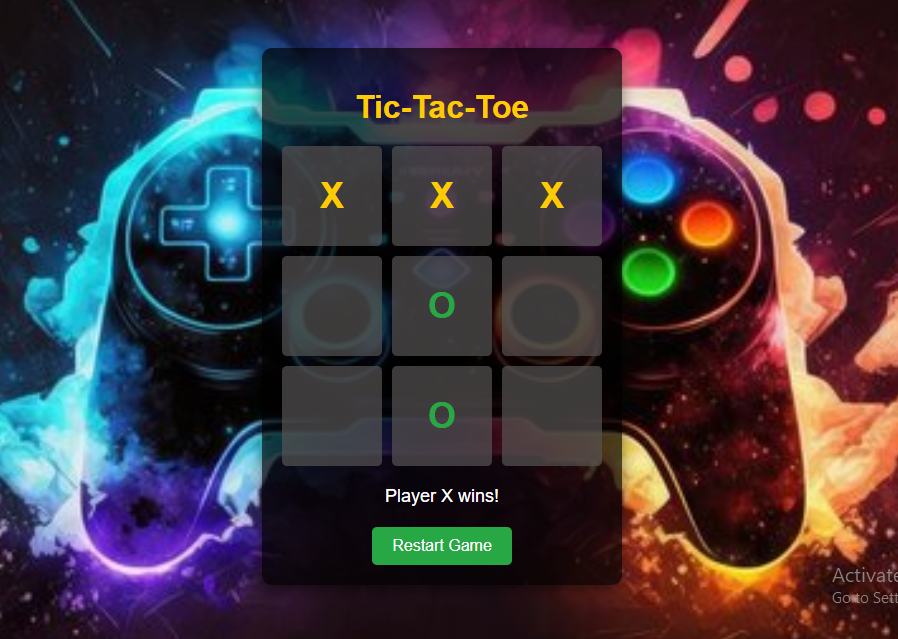 Tic-Tac-Toe
X X X
O
O
Player X wins!
Restart Game
Activate
Go to Sett